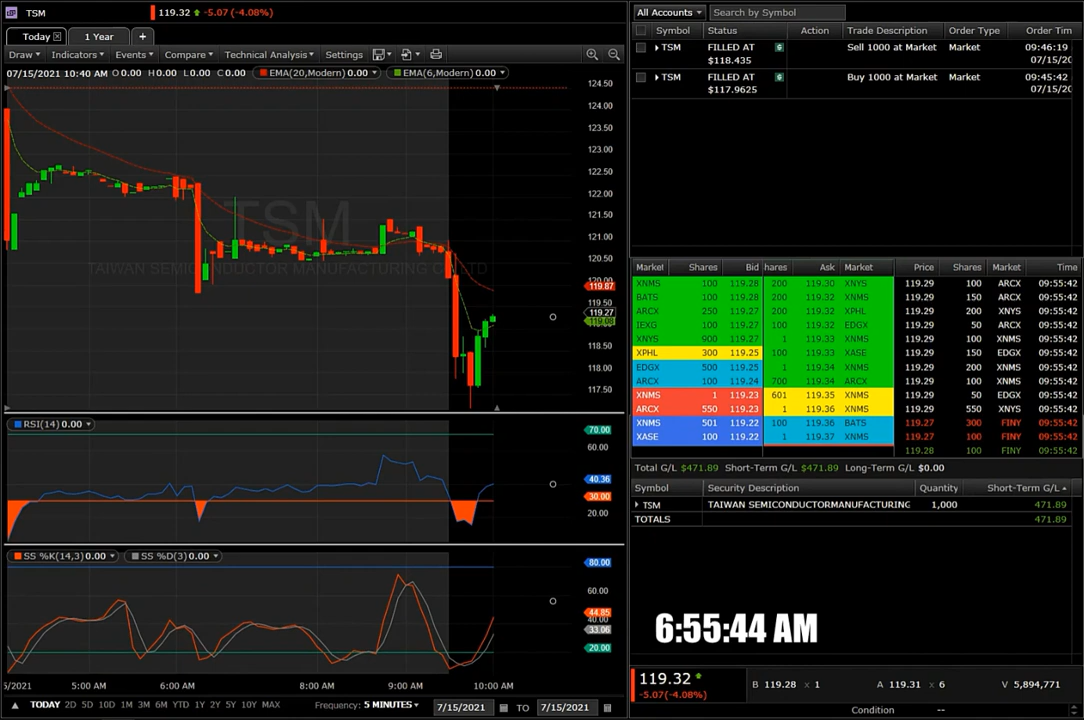 TSM 119.32 -5.07 (-4.08%)
Today 1 Year +
Draw Indicators Events Compare Technical Analysis Settings
07/15/2021 10:40 AM O 0.00 H 0.00 L 0.00 C 0.00 EMA(20,Modern) 0.00 EMA(6,Modern) 0.00
124.50
124.00
123.50
123.00
122.50
122.00
121.50
121.00
120.50
120.00
119.87
119.50
119.27
118.50
118.00
117.50
TSM
TAIWAN SEMICONDUCTOR MANUFACTURING CO LTD
RSI(14) 0.00
70.00
60.00
40.36
30.00
20.00
SS %K(14,3) 0.00 SS %D(3) 0.00
80.00
60.00
44.85
40.00
33.06
20.00
5/2021 5:00 AM 6:00 AM 8:00 AM 9:00 AM 10:00 AM
TODAY 2D 5D 10D 1M 3M 6M YTD 1Y 2Y 5Y 10Y MAX Frequency: 5 MINUTES 7/15/2021 TO 7/15/2021
All Accounts Search by Symbol
Symbol Status Action Trade Description Order Type Order Time
TSM FILLED AT Sell 1000 at Market Market 09:46:19
$118.435 07/15/20
TSM FILLED AT Buy 1000 at Market Market 09:45:42
$117.9625 07/15/20
Market Shares Bid hares Ask Market Price Shares Market Time
XNMS 100 119.28 200 119.30 XNYS 119.29 100 ARCX 09:55:42
BATS 100 119.28 200 119.32 XNMS 119.29 150 ARCX 09:55:42
ARCX 250 119.27 200 119.32 XPHL 119.29 200 XNYS 09:55:42
IEXG 100 119.27 100 119.32 EDGX 119.29 50 ARCX 09:55:42
XNYS 900 119.27 1 119.33 XNMS 119.29 100 XNMS 09:55:42
XPHL 300 119.25 100 119.33 XASE 119.29 150 EDGX 09:55:42
EDGX 500 119.25 1 119.34 XNMS 119.29 200 XNMS 09:55:42
ARCX 100 119.24 700 119.34 ARCX 119.29 100 XNMS 09:55:42
XNMS 1 119.23 601 119.35 XNMS 119.29 50 EDGX 09:55:42
ARCX 550 119.23 1 119.36 XNMS 119.29 550 XNYS 09:55:42
XNMS 501 119.22 100 119.36 BATS 119.27 300 FINY 09:55:42
XASE 100 119.22 1 119.37 XNMS 119.27 100 FINY 09:55:42
119.28 100 FINY 09:55:42
Total G/L $471.89 Short-Term G/L $471.89 Long-Term G/L $0.00
Symbol Security Description Quantity Short-Term G/L
TSM TAIWAN SEMICONDUCTORMANUFACTURING 1,000 471.89
TOTALS 471.89
6:55:44 AM
119.32 B 119.28 x 1 A 119.31 x 6 V 5,894,771
-5.07 (-4.08%)
Condition --